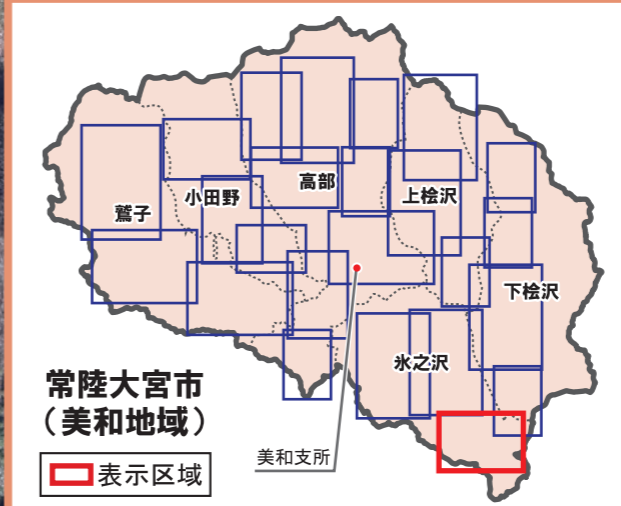 高部
上桧沢
小田野
鷲子
下桧沢
氷之沢
常陸大宮市
（美和地域）
美和支所
表示区域